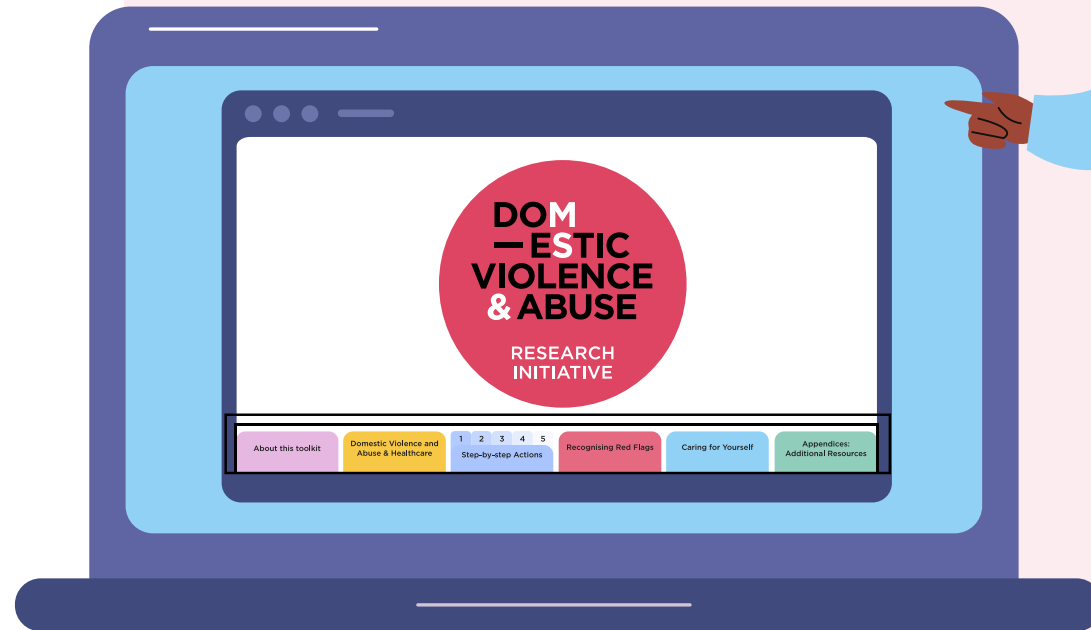 DOM
— ESTIC
VIOLENCE
& ABUSE
RESEARCH
INITIATIVE
About this toolkit
Domestic Violence and
Abuse & Healthcare
1 2 3 4 5
Step-by-step Actions
Recognising Red Flags
Caring for Yourself
Appendices:
Additional Resources